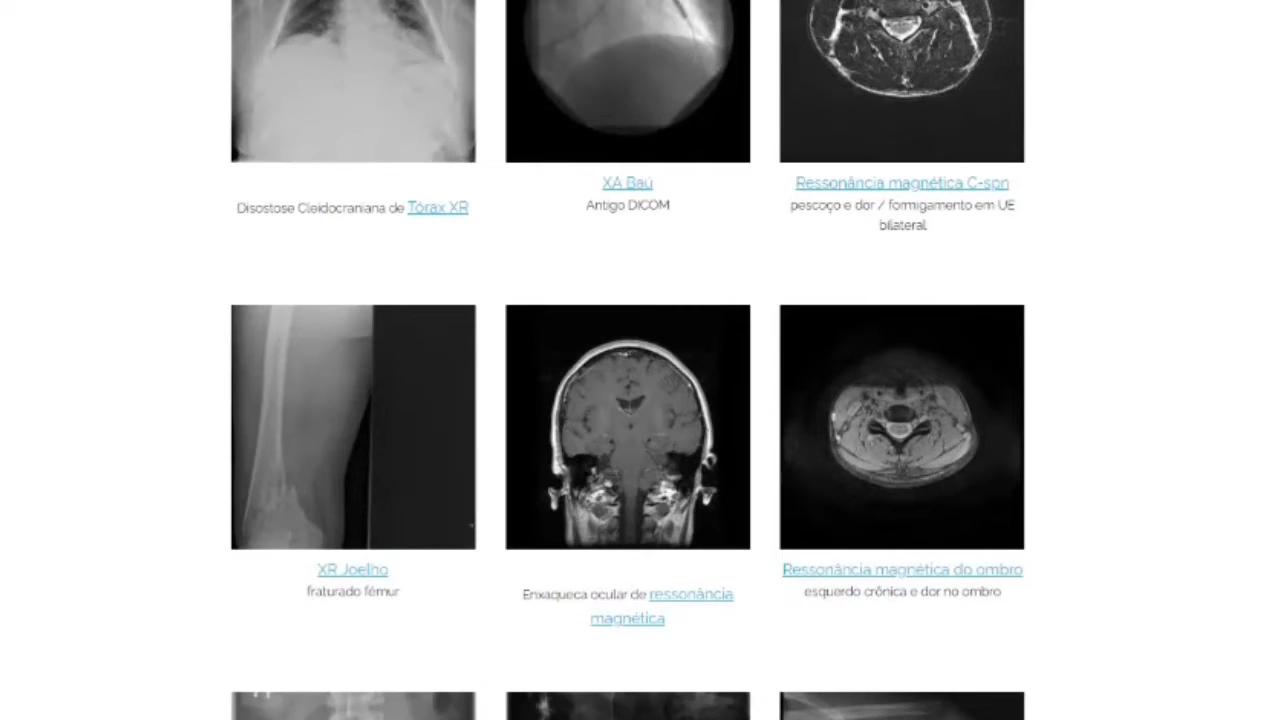 Disostose Cleidocraniana de Tórax XR
XA Baú
Antigo DICOM
Ressonância magnética C-spn
pescoço e dor / formigamento em UE
bilateral
XR Joelho
fraturado fémur
Enxaqueca ocular de ressonância
magnética
Ressonância magnética do ombro
esquerdo crônica e dor no ombro